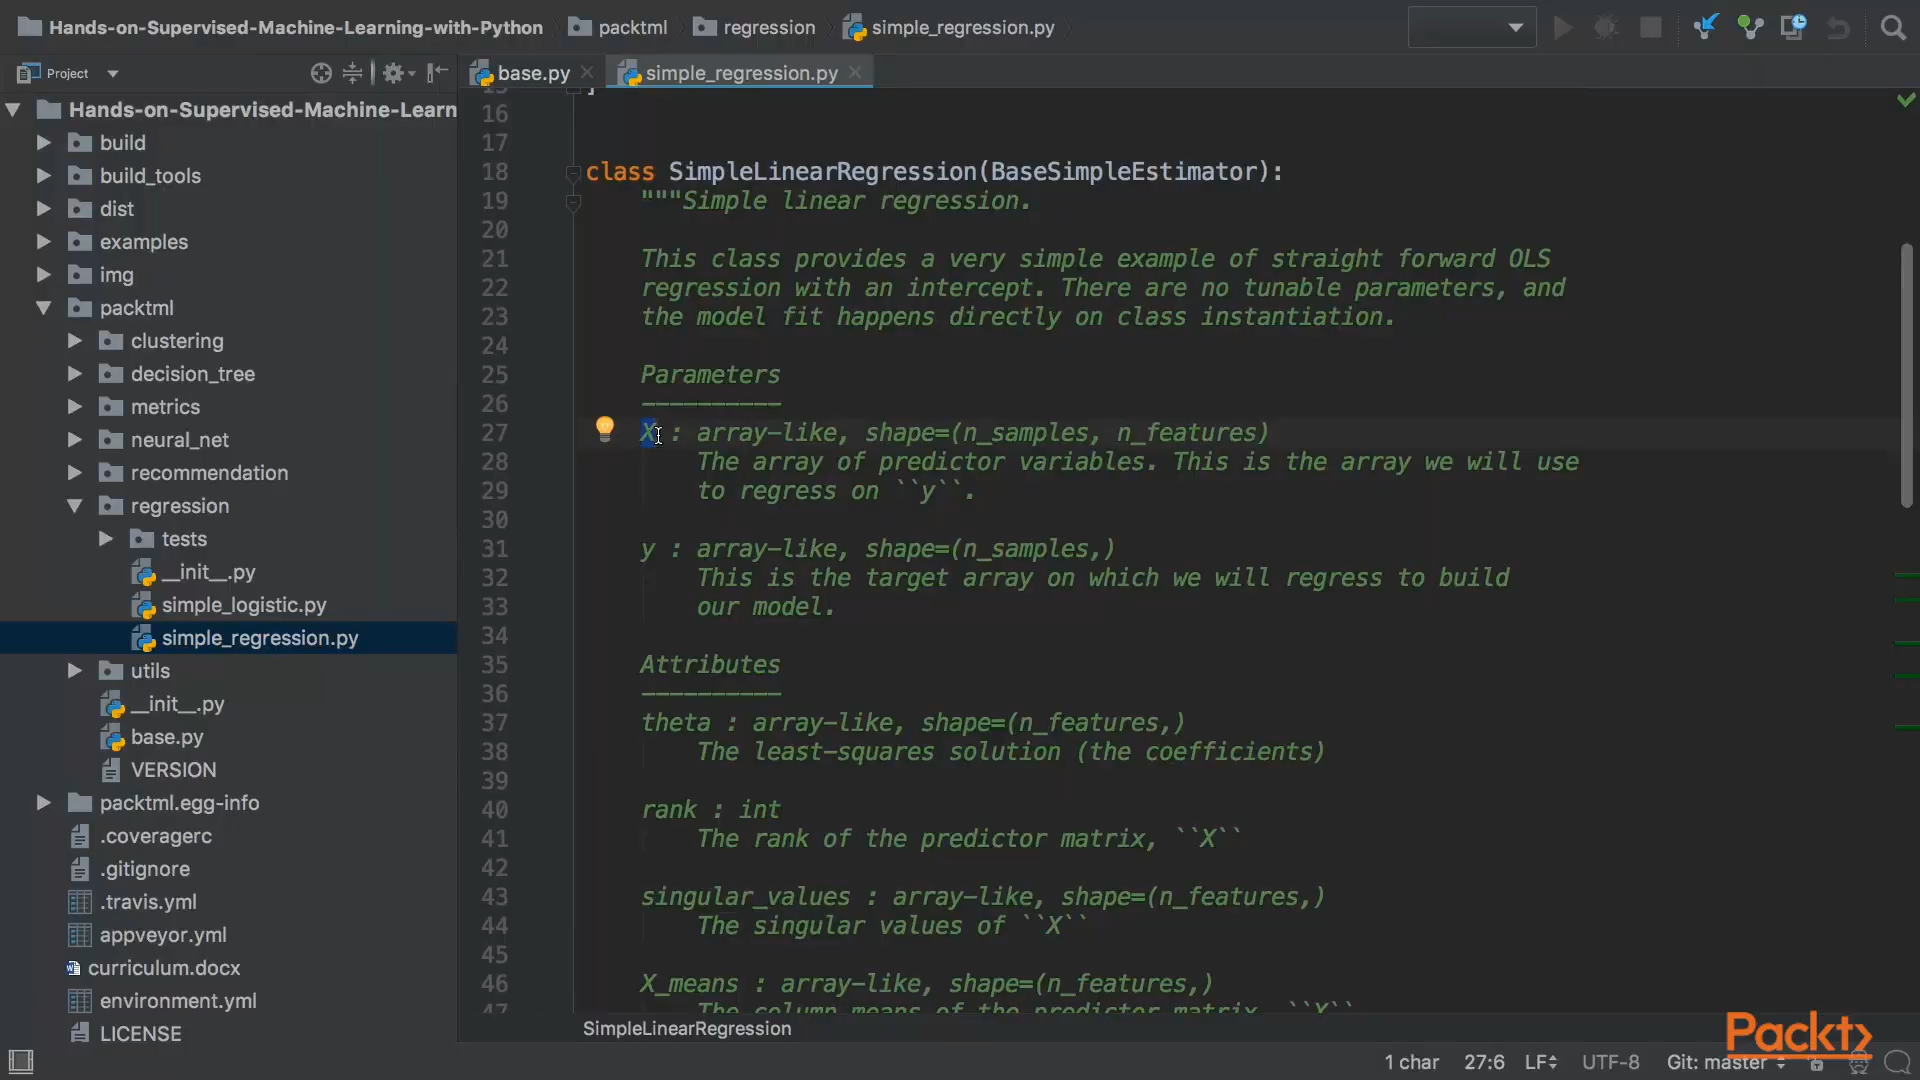 Hands-on-Supervised-Machine-Learning-with-Python packtml regression simple_regression.py
Project
base.py simple_regression.py
Hands-on-Supervised-Machine-Learn
build
build_tools
dist
examples
img
packtml
clustering
decision_tree
metrics
neural_net
recommendation
regression
tests
__init__.py
simple_logistic.py
simple_regression.py
utils
__init__.py
base.py
VERSION
packtml.egg-info
.coveragerc
.gitignore
.travis.yml
appveyor.yml
curriculum.docx
environment.yml
LICENSE
15 ]
16
17
18 class SimpleLinearRegression(BaseSimpleEstimator):
19 """Simple linear regression.
20
21 This class provides a very simple example of straight forward OLS
22 regression with an intercept. There are no tunable parameters, and
23 the model fit happens directly on class instantiation.
24
25 Parameters
26 ----------
27 X : array-like, shape=(n_samples, n_features)
28 The array of predictor variables. This is the array we will use
29 to regress on ``y``.
30
31 y : array-like, shape=(n_samples,)
32 This is the target array on which we will regress to build
33 our model.
34
35 Attributes
36 ----------
37 theta : array-like, shape=(n_features,)
38 The least-squares solution (the coefficients)
39
40 rank : int
41 The rank of the predictor matrix, ``X``
42
43 singular_values : array-like, shape=(n_features,)
44 The singular values of ``X``
45
46 X_means : array-like, shape=(n_features,)
47 The column means of the predictor matrix, ``X``
SimpleLinearRegression
Packt>
1 char 27:6 LF UTF-8 Git: master